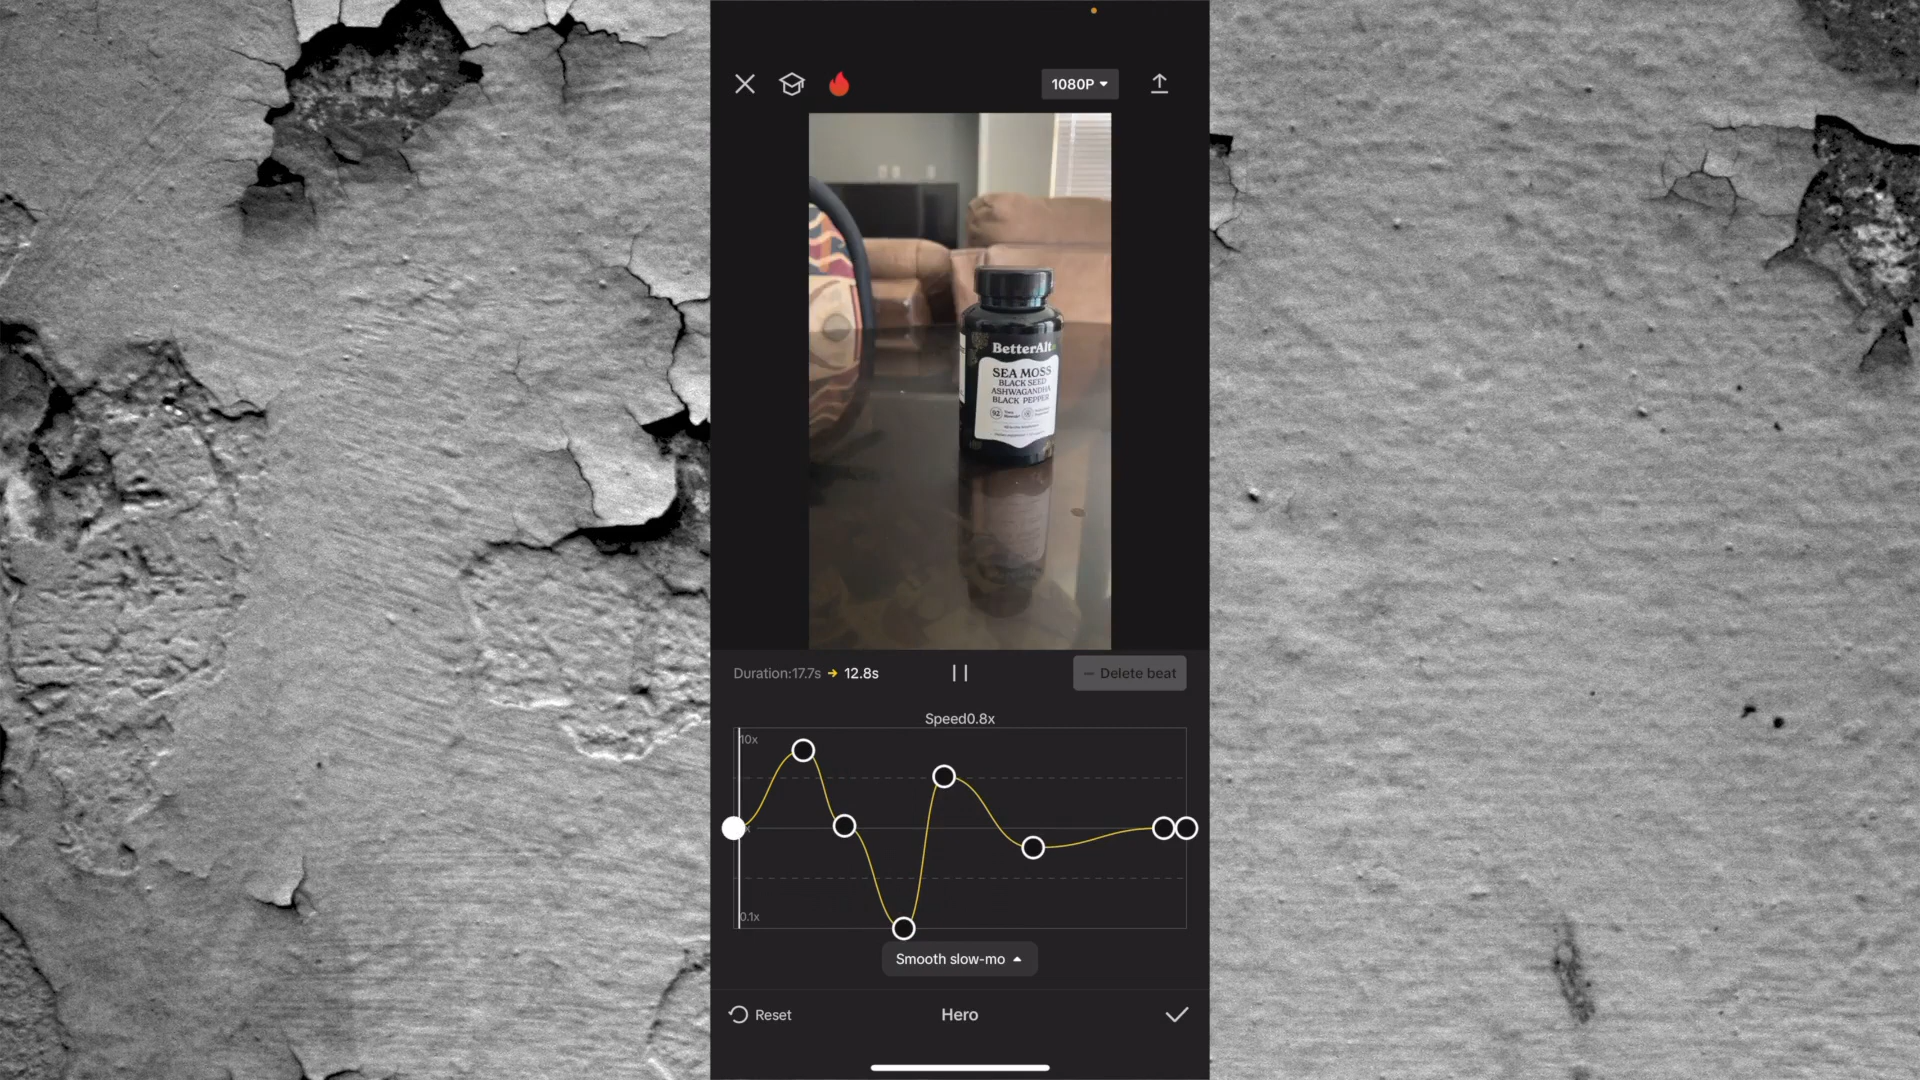 1080P
BetterAlt
SEA MOSS
BLACK SEED
ASHWAGANDHA
BLACK PEPPER
92
Duration:17.7s → 12.8s
– Delete beat
Speed0.8x
10x
0.1x
Smooth slow-mo
Reset
Hero